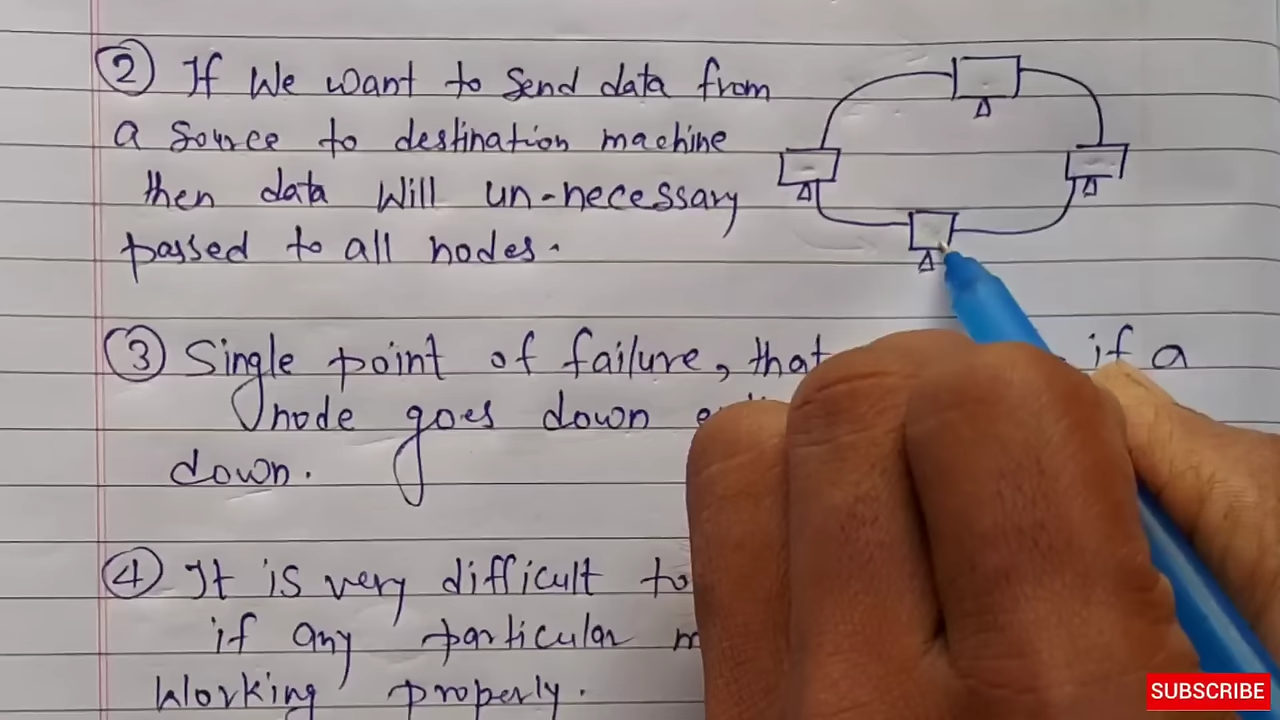 ② If We want to send data from
a source to destination machine
then data will un-necessary
passed to all nodes.
③ Single point of failure, that if a
node goes down
down.
④ It is very difficult to
if any particular
Working properly.
SUBSCRIBE